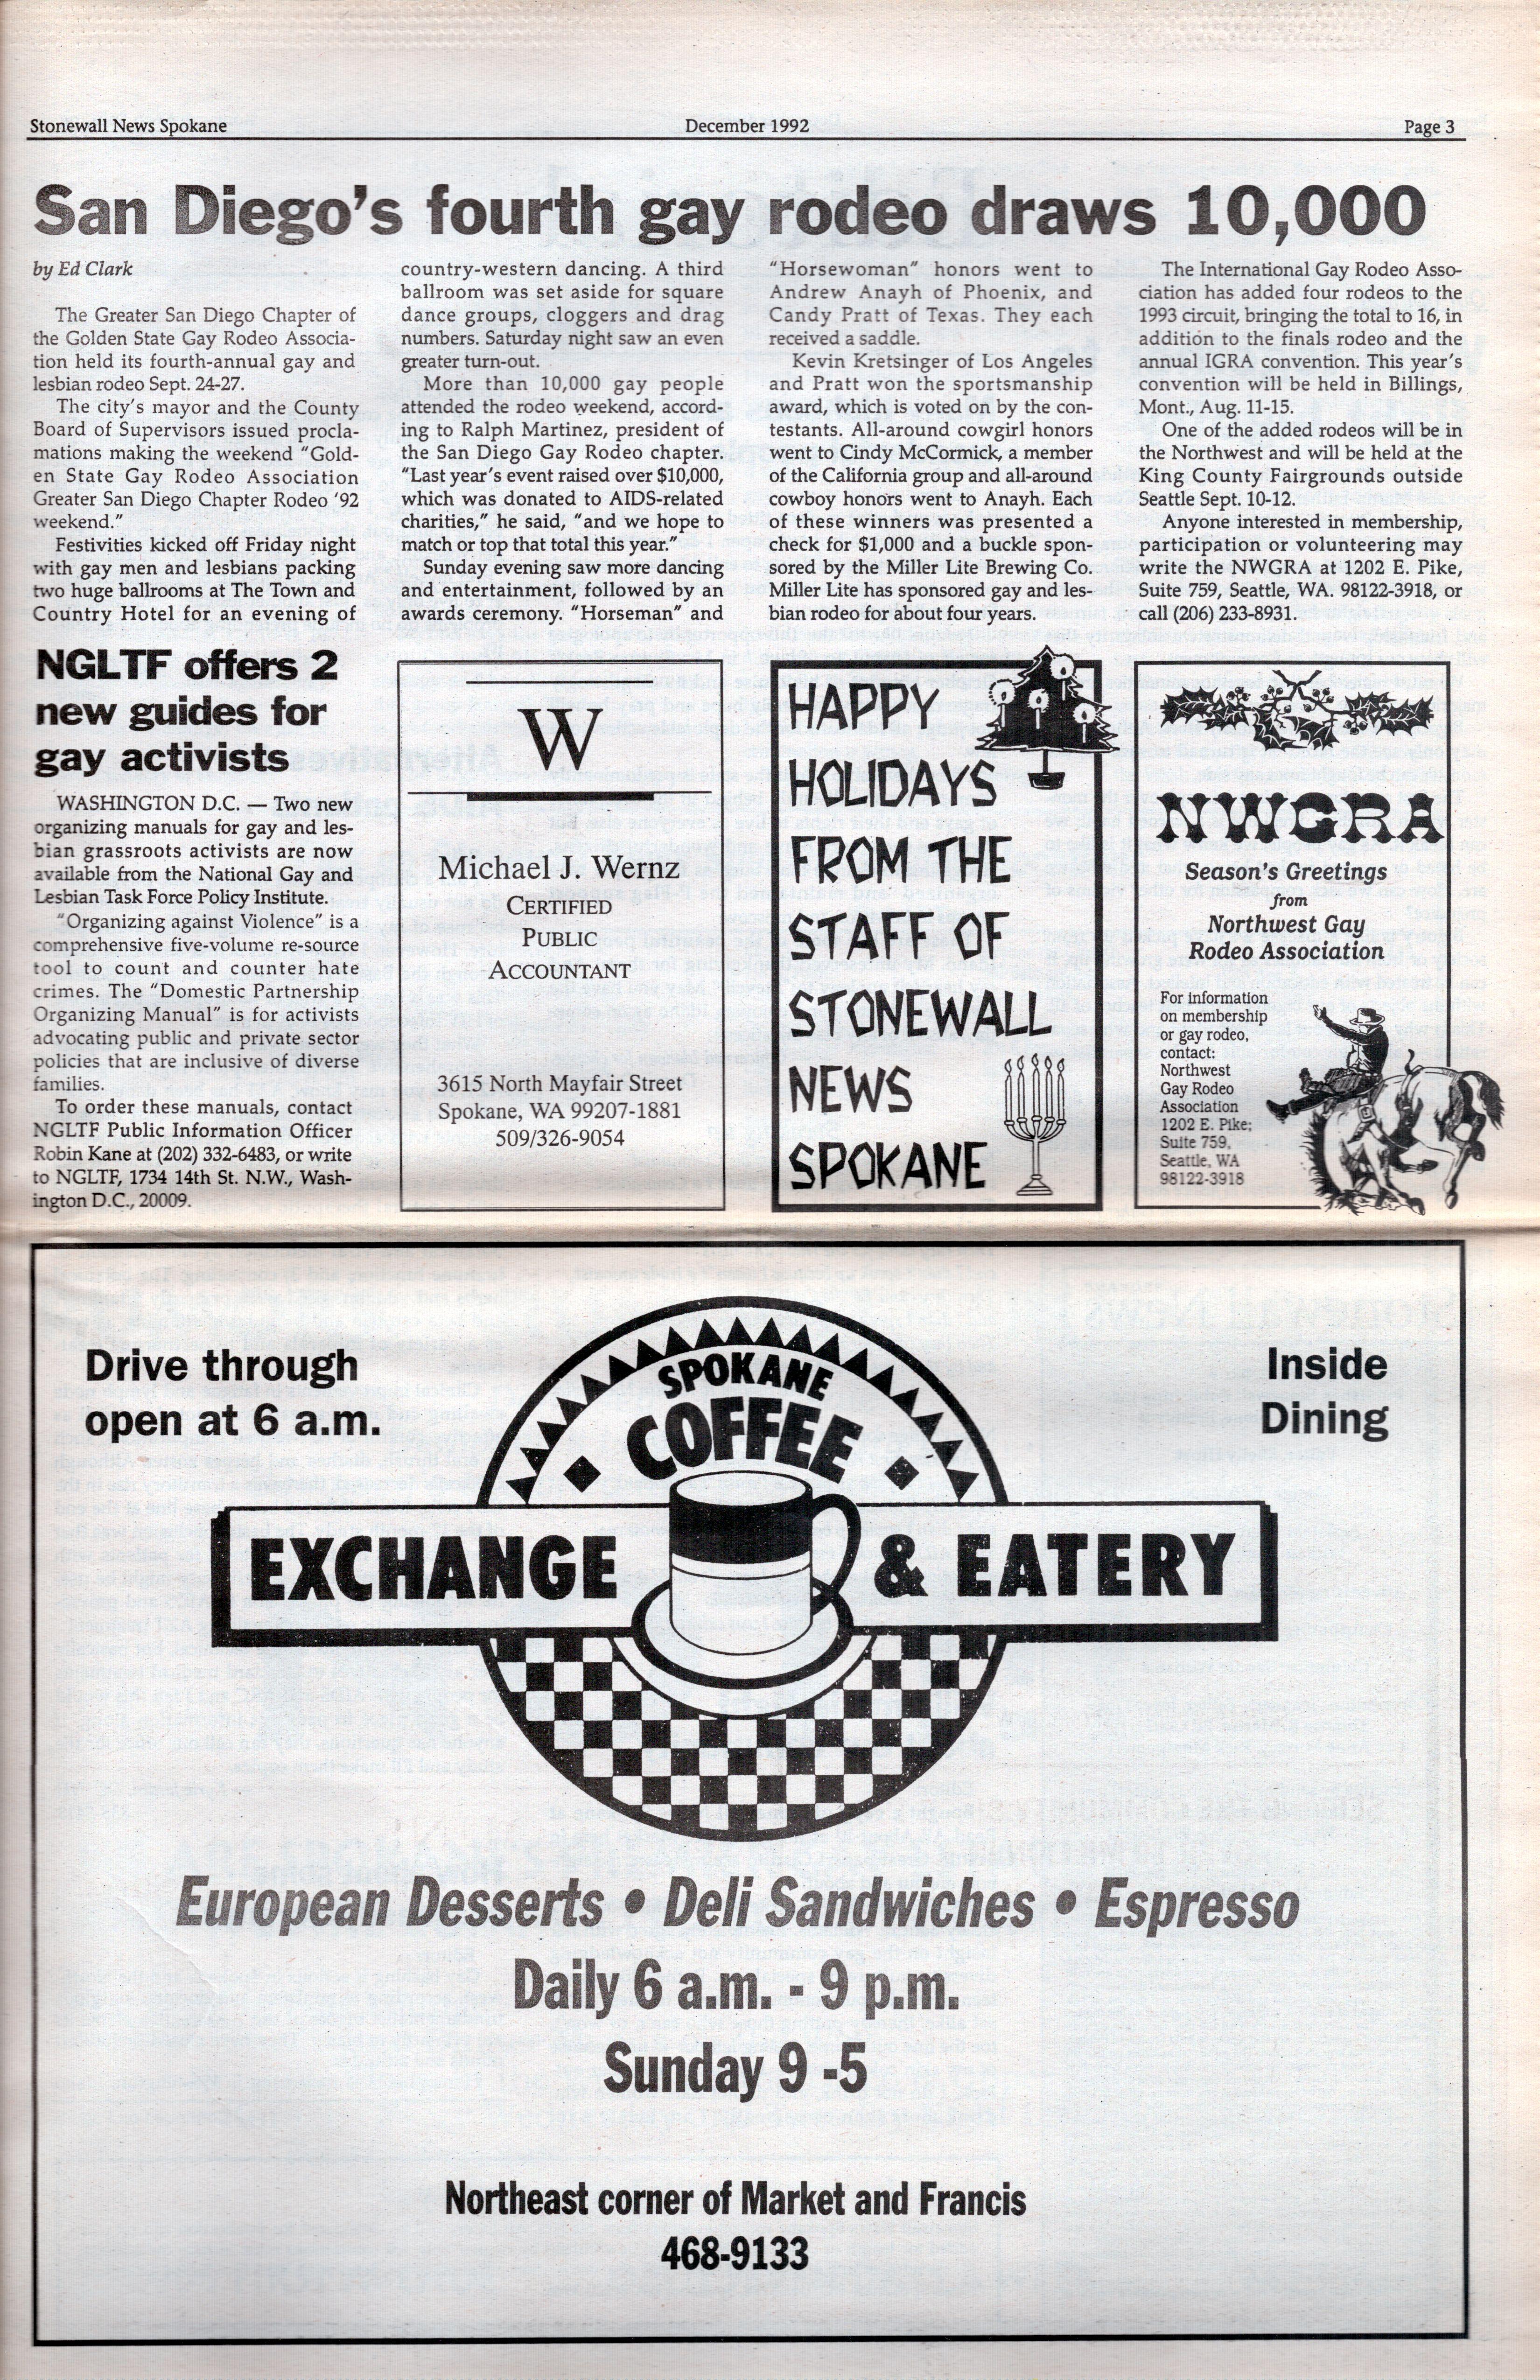 Stonewall News Spokane
December 1992
Page 3
San Diego's fourth gay rodeo draws 10,000
by Ed Clark
The Greater San Diego Chapter of
the Golden State Gay Rodeo Associa-
tion held its fourth-annual gay and
lesbian rodeo Sept. 24-27.
The city's mayor and the County
Board of Supervisors issued procla-
mations making the weekend "Gold-
en State Gay Rodeo Association
Greater San Diego Chapter Rodeo '92
weekend."
Festivities kicked off Friday night
with gay men and lesbians packing
two huge ballrooms at The Town and
Country Hotel for an evening of
country-western dancing. A third
ballroom was set aside for square
dance groups, cloggers and drag
numbers. Saturday night saw an even
greater turn-out.
More than 10,000 gay people
attended the rodeo weekend, accord-
ing to Ralph Martinez, president of
the San Diego Gay Rodeo chapter.
"Last year's event raised over $10,000,
which was donated to AIDS-related
charities," he said, "and we hope to
match or top that total this year."
Sunday evening saw more dancing
and entertainment, followed by an
awards ceremony. "Horseman" and
"Horsewoman" honors went to
Andrew Anayh of Phoenix, and
Candy Pratt of Texas. They each
received a saddle.
Kevin Kretsinger of Los Angeles
and Pratt won the sportsmanship
award, which is voted on by the con-
testants. All-around cowgirl honors
went to Cindy McCormick, a member
of the California group and all-around
cowboy honors went to Anayh. Each
of these winners was presented a
check for $1,000 and a buckle spon-
sored by the Miller Lite Brewing Co.
Miller Lite has sponsored gay and les-
bian rodeo for about four years.
The International Gay Rodeo Asso-
ciation has added four rodeos to the
1993 circuit, bringing the total to 16, in
addition to the finals rodeo and the
annual IGRA convention. This year's
convention will be held in Billings,
Mont., Aug. 11-15.
One of the added rodeos will be in
the Northwest and will be held at the
King County Fairgrounds outside
Seattle Sept. 10-12.
Anyone interested in membership,
participation or volunteering may
write the NWGRA at 1202 E. Pike,
Suite 759, Seattle, WA. 98122-3918, or
call (206) 233-8931.
NGLTF offers 2
new guides for
gay activists
WASHINGTON D.C. — Two new
organizing manuals for gay and les-
bian grassroots activists are now
available from the National Gay and
Lesbian Task Force Policy Institute.
"Organizing against Violence" is a
comprehensive five-volume re-source
tool to count and counter hate
crimes. The "Domestic Partnership
Organizing Manual" is for activists
advocating public and private sector
policies that are inclusive of diverse
families.
To order these manuals, contact
NGLTF Public Information Officer
Robin Kane at (202) 332-6483, or write
to NGLTF, 1734 14th St. N.W., Wash-
ington D.C., 20009.
W
Michael J. Wernz
CERTIFIED
PUBLIC
ACCOUNTANT
3615 North Mayfair Street
Spokane, WA 99207-1881
509/326-9054
HAPPY
HOLIDAYS
FROM THE
STAFF OF
STONEWALL
NEWS
SPOKANE
NWGRA
Season's Greetings
from
Northwest Gay
Rodeo Association
For information
on membership
or gay rodeo,
contact:
Northwest
Gay Rodeo
Association
1202 E. Pike;
Suite 759,
Seattle, WA
98122-3918
Drive through
open at 6 a.m.
Inside
Dining
SPOKANE
COFFEE
EXCHANGE & EATERY
European Desserts • Deli Sandwiches • Espresso
Daily 6 a.m. - 9 p.m.
Sunday 9 -5
Northeast corner of Market and Francis
468-9133